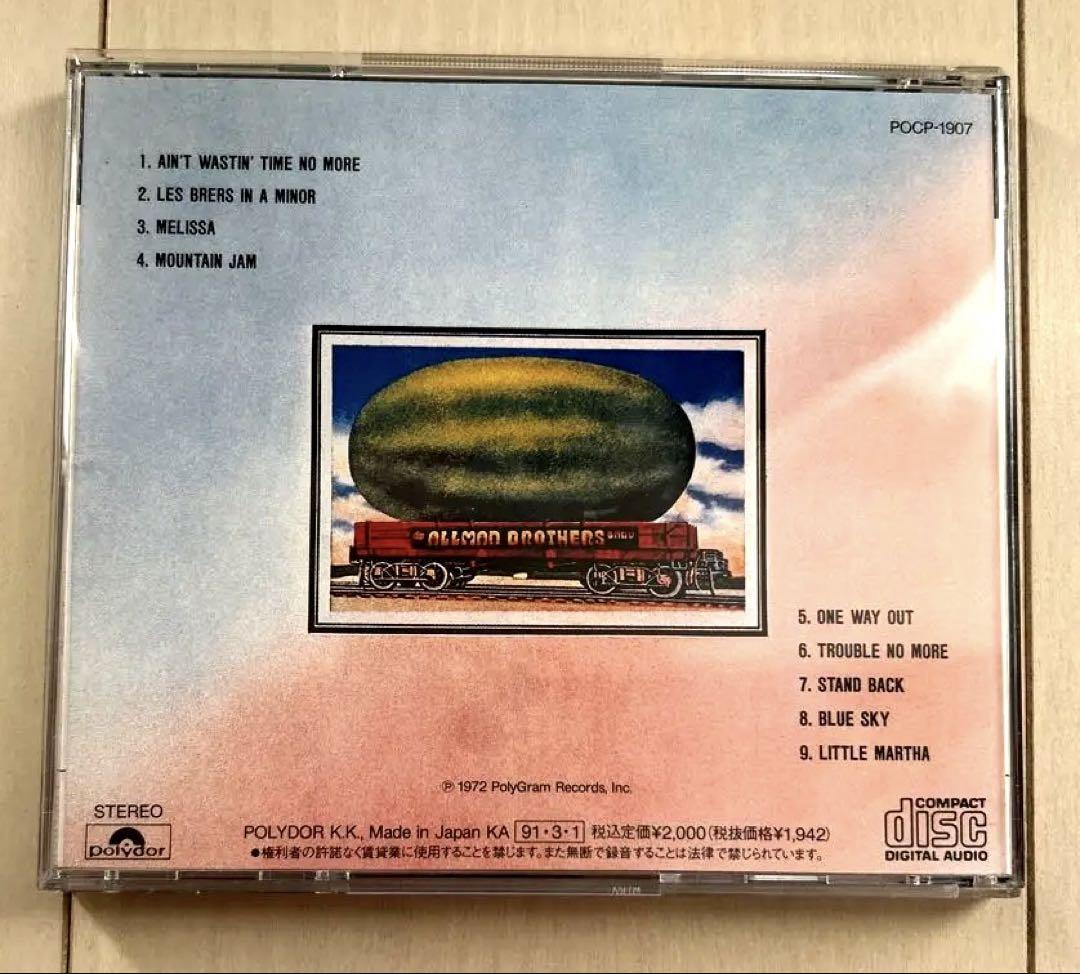 POCP-1907
1. AIN'T WASTIN' TIME NO MORE
2. LES BRERS IN A MINOR
3. MELISSA
4. MOUNTAIN JAM
ALLMAN BROTHERS BAND
5. ONE WAY OUT
6. TROUBLE NO MORE
7. STAND BACK
8. BLUE SKY
9. LITTLE MARTHA
℗ 1972 PolyGram Records, Inc.
STEREO
polydor
POLYDOR K.K., Made in Japan KA 91・3・1 税込定価¥2,000(税抜価格¥1,942)
●権利者の許諾なく賃貸業に使用することを禁じます。また無断で録音することは法律で禁じられています。
COMPACT
disc
DIGITAL AUDIO